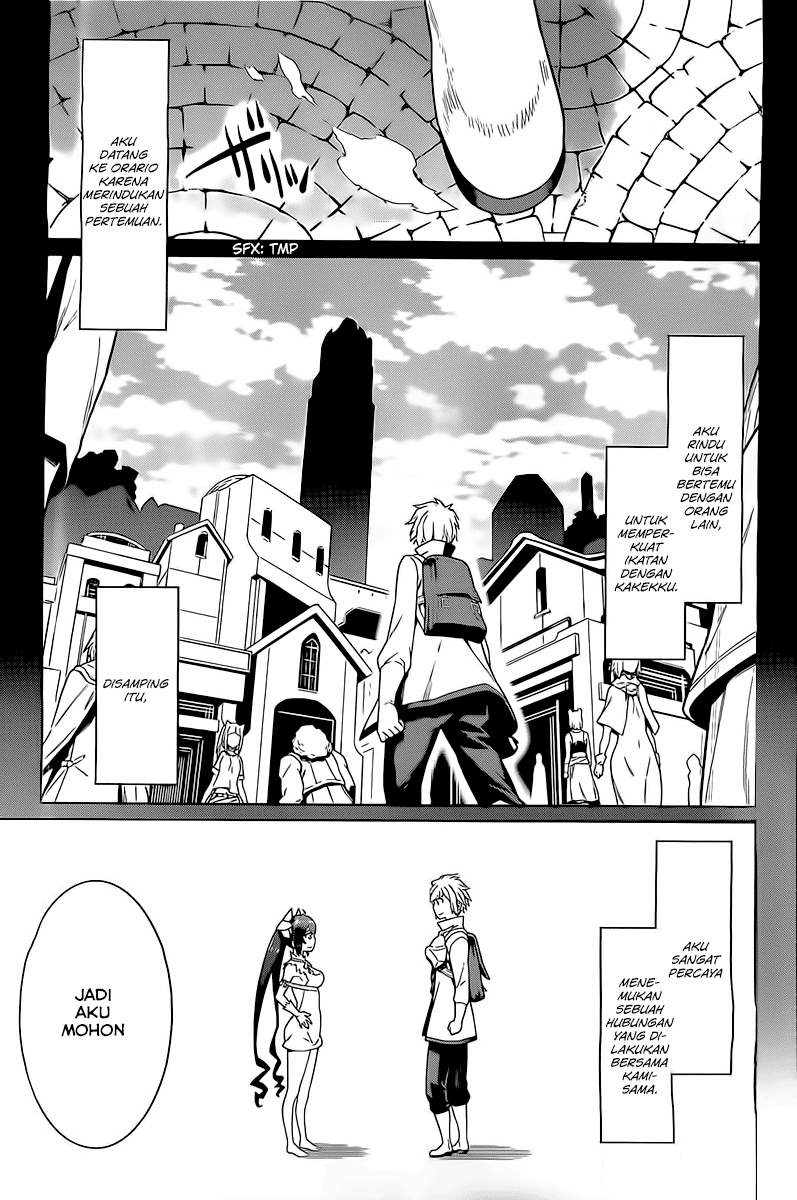 AKU
DATANG
KE ORARIO
KARENA
MERINDUKAN
SEBUAH
PERTEMUAN.
ザッ
SFX: TMP
AKU
RINDU
UNTUK
BISA
BERTEMU
DENGAN
ORANG
LAIN,
UNTUK
MEMPER-
KUAT
IKATAN
DENGAN
KAKEKKU.
DISAMPING
ITU,
AKU
SANGAT
PERCAYA
MENE-
MUKAN
SEBUAH
HUBUNGAN
YANG DI-
LAKUKAN
BERSAMA
KAMI-
SAMA.
JADI
AKU
MOHON